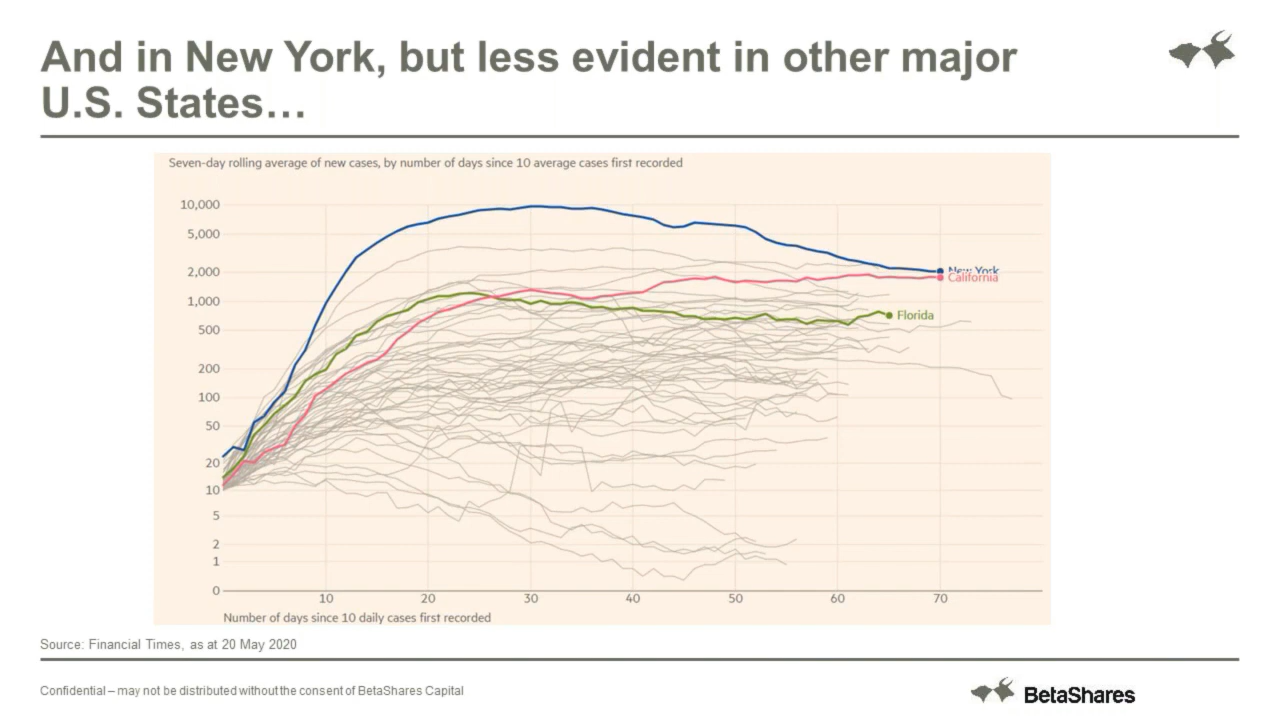 And in New York, but less evident in other major
U.S. States…
Seven-day rolling average of new cases, by number of days since 10 average cases first recorded
10,000
5,000
2,000
1,000
500
200
100
50
20
10
5
2
1
0
New York
California
Florida
10 20 30 40 50 60 70
Number of days since 10 daily cases first recorded
Source: Financial Times, as at 20 May 2020
Confidential – may not be distributed without the consent of BetaShares Capital
BetaShares